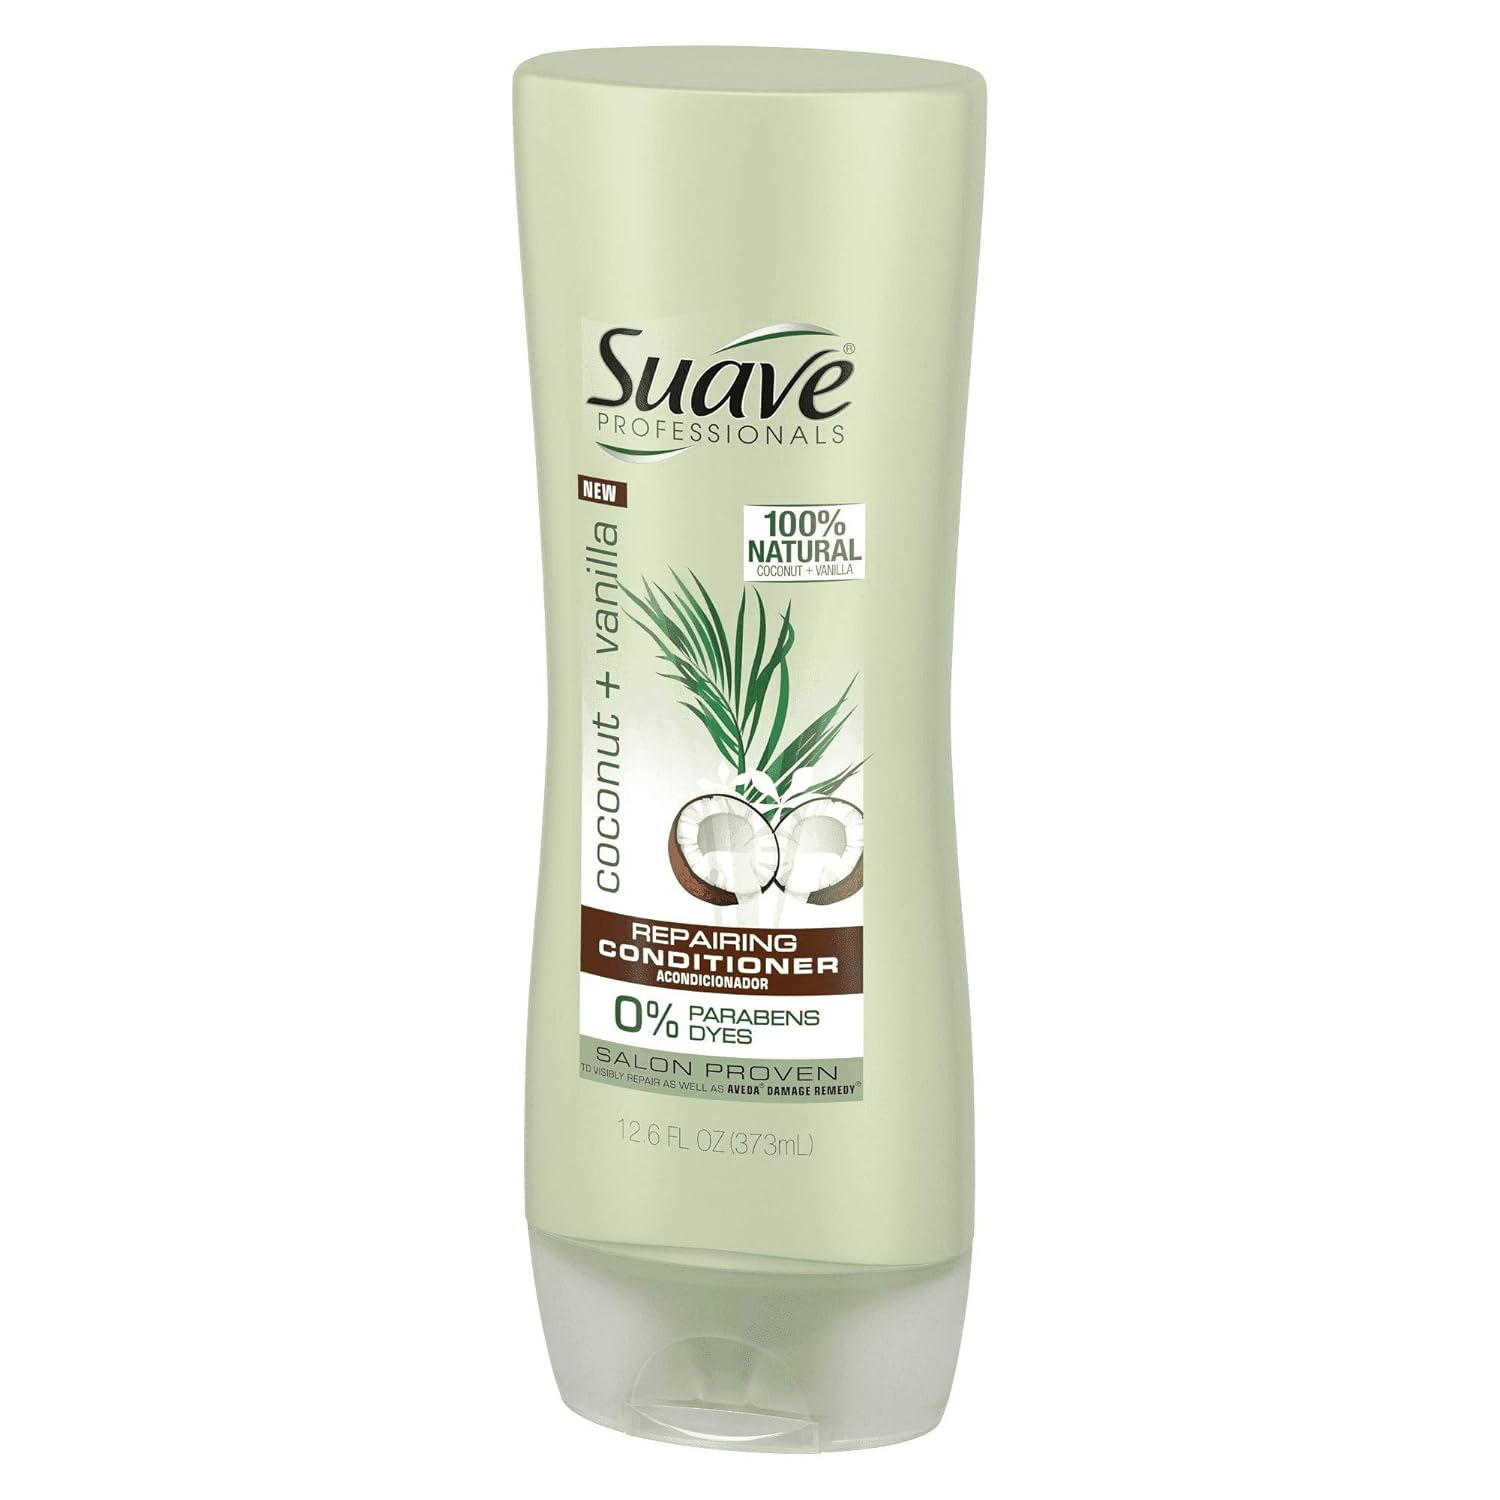 Suave®
PROFESSIONALS
NEW
coconut + vanilla
100%
NATURAL
COCONUT + VANILLA
REPAIRING
CONDITIONER
ACONDICIONADOR
0% PARABENS
DYES
SALON PROVEN
TO VISIBLY REPAIR AS WELL AS AVEDA® DAMAGE REMEDY®
12.6 FL OZ (373mL)